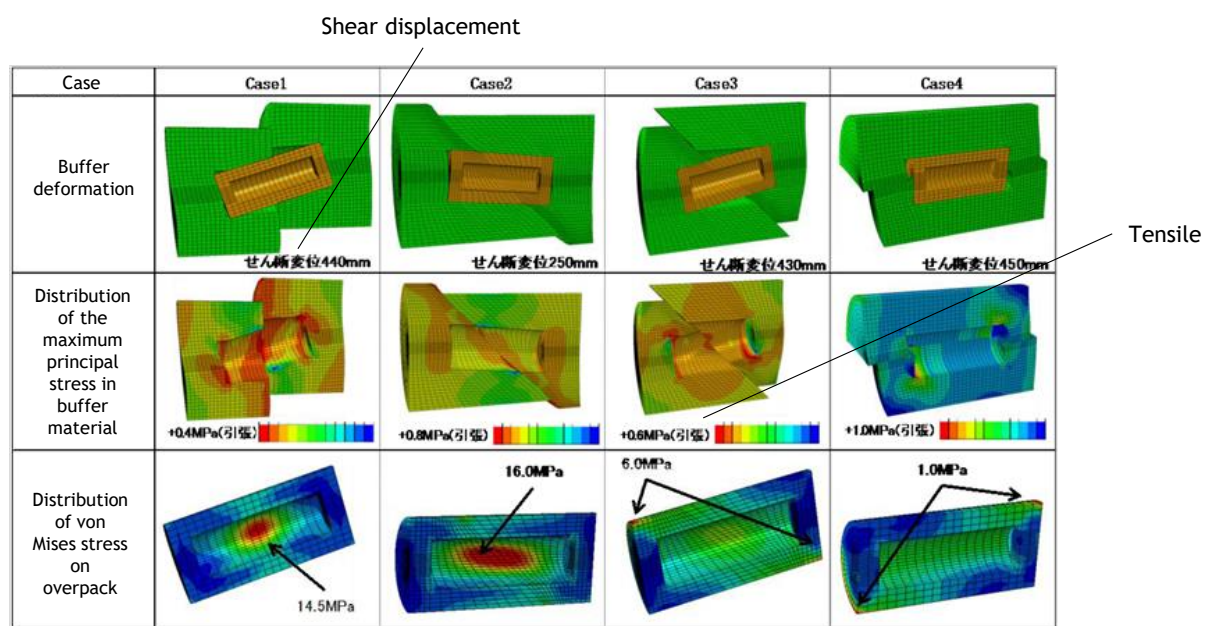 Shear displacement
Case
Case1
Case2
Case3
Case4
Buffer
deformation
せん断変位440mm
せん断変位250mm
せん断変位430mm
せん断変位450mm
Tensile
Distribution
of the
maximum
principal
stress in
buffer
material
+0.4MPa(引張)
+0.8MPa(引張)
+0.6MPa(引張)
+1.0MPa(引張)
Distribution
of von
Mises stress
on
overpack
14.5MPa
16.0MPa
6.0MPa
1.0MPa